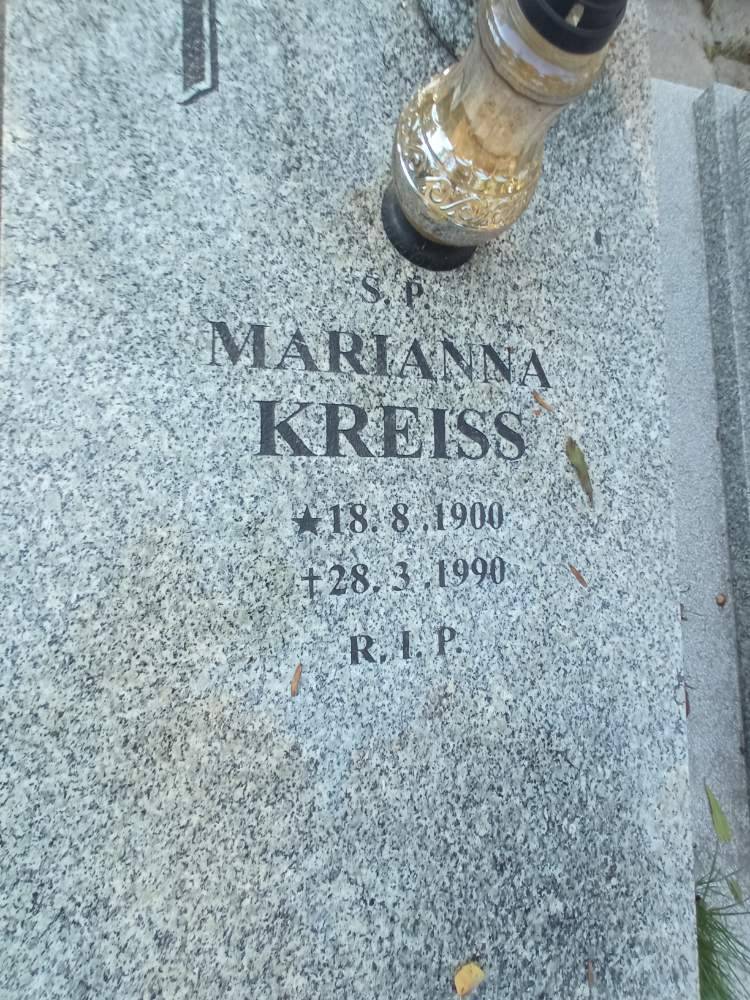 Ś. P.
MARIANNA
KREISS
★18. 8 .1900
†28. 3 .1990
R. I. P.